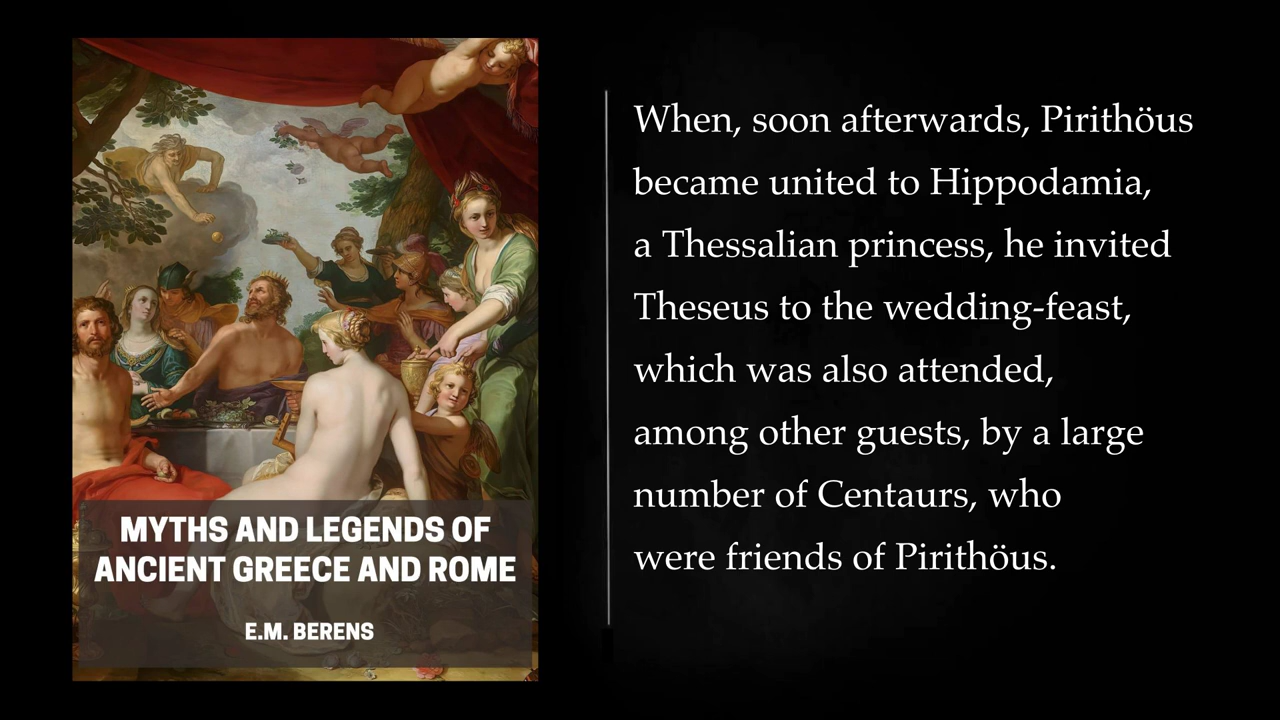 MYTHS AND LEGENDS OF
ANCIENT GREECE AND ROME
E.M. BERENS
When, soon afterwards, Pirithöus
became united to Hippodamia,
a Thessalian princess, he invited
Theseus to the wedding-feast,
which was also attended,
among other guests, by a large
number of Centaurs, who
were friends of Pirithöus.